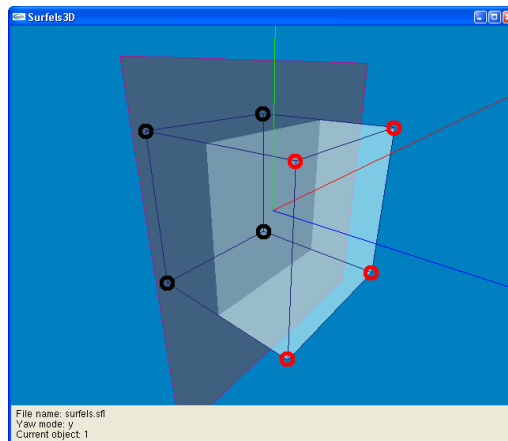 Surfels3D
File name: surfels.sfl
Yaw mode: y
Current object: 1